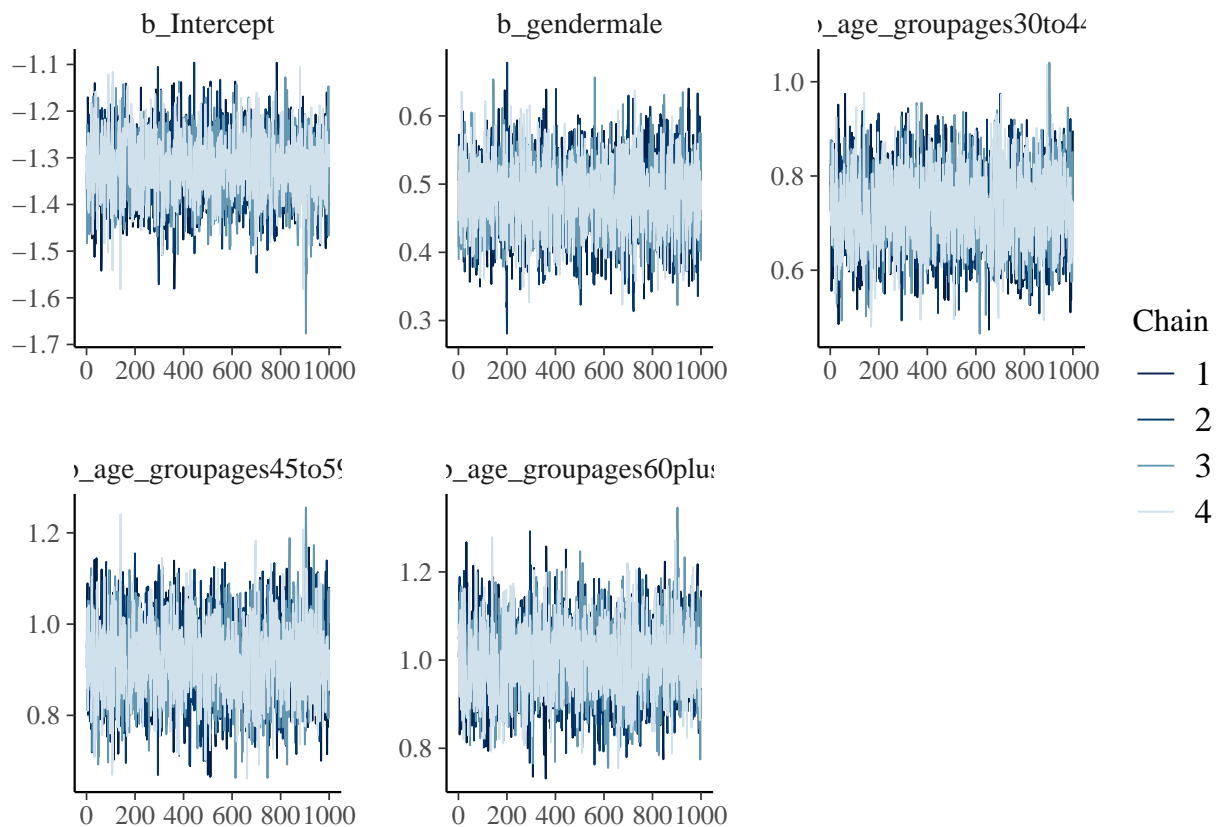 b_Intercept
b_gendermale
b_age_groupages30to44
−1.1
−1.2
−1.3
−1.4
−1.5
−1.6
−1.7
0 200 400 600 800 1000
0.6
0.5
0.4
0.3
0 200 400 600 800 1000
1.0
0.8
0.6
0 200 400 600 800 1000
Chain
1
2
3
4
b_age_groupages45to59
b_age_groupages60plus
1.2
1.0
0.8
0 200 400 600 800 1000
1.2
1.0
0.8
0 200 400 600 800 1000